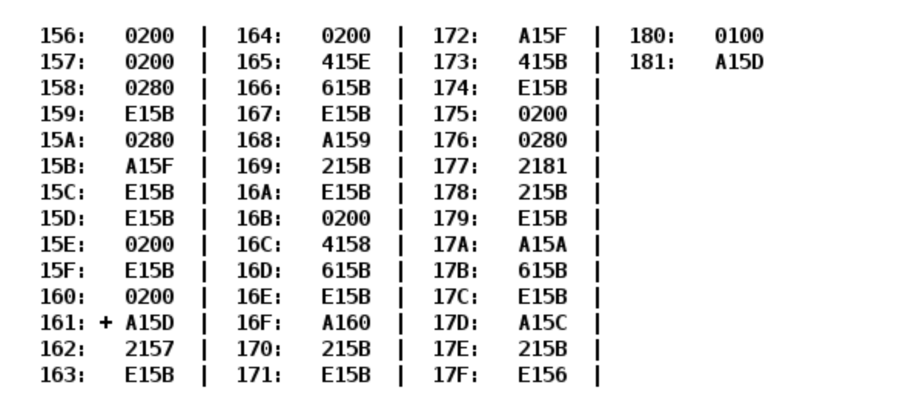 156: 0200 | 164: 0200 | 172: A15F | 180: 0100
157: 0200 | 165: 415E | 173: 415B | 181: A15D
158: 0280 | 166: 615B | 174: E15B |
159: E15B | 167: E15B | 175: 0200 |
15A: 0280 | 168: A159 | 176: 0280 |
15B: A15F | 169: 215B | 177: 2181 |
15C: E15B | 16A: E15B | 178: 215B |
15D: E15B | 16B: 0200 | 179: E15B |
15E: 0200 | 16C: 4158 | 17A: A15A |
15F: E15B | 16D: 615B | 17B: 615B |
160: 0200 | 16E: E15B | 17C: E15B |
161: + A15D | 16F: A160 | 17D: A15C |
162: 2157 | 170: 215B | 17E: 215B |
163: E15B | 171: E15B | 17F: E156 |